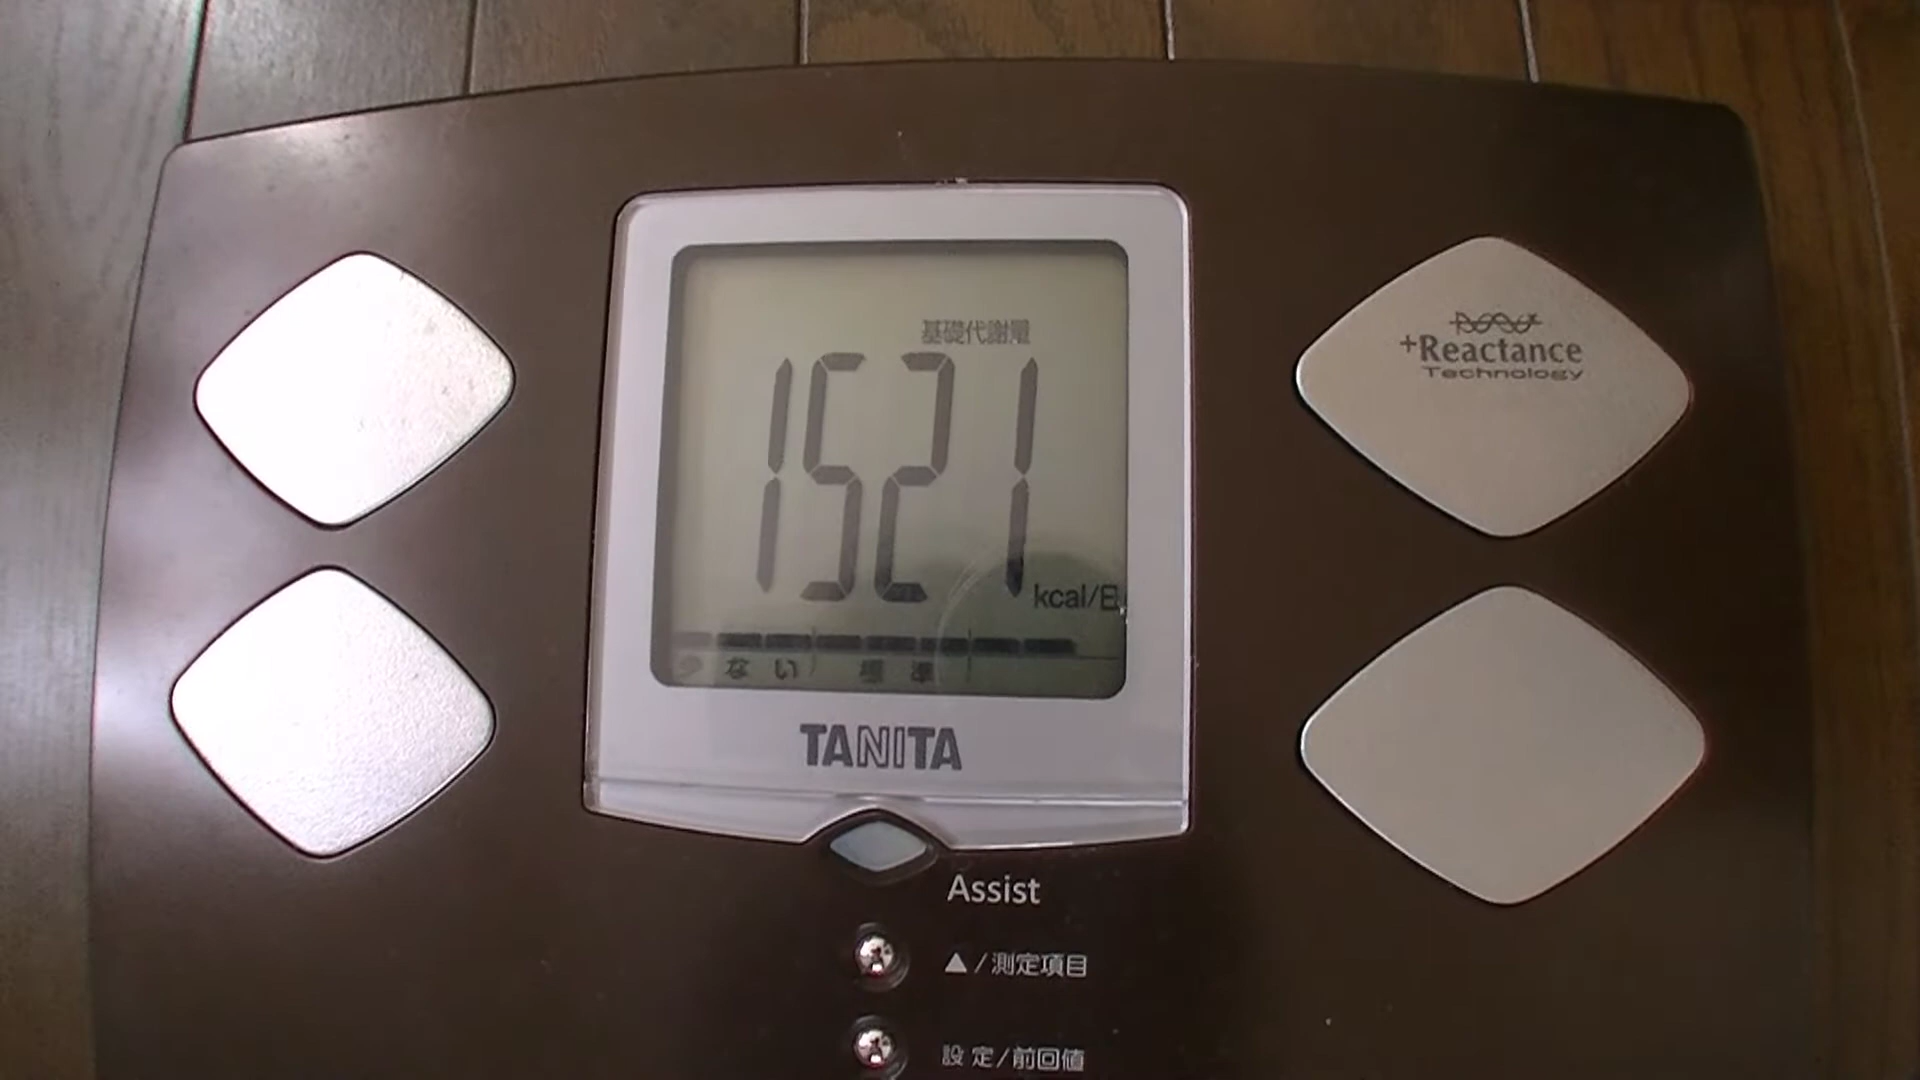 基礎代謝量
1521
kcal/日
少ない 標準
TANITA
+Reactance
Technology
Assist
▲/測定項目
設定/前回値